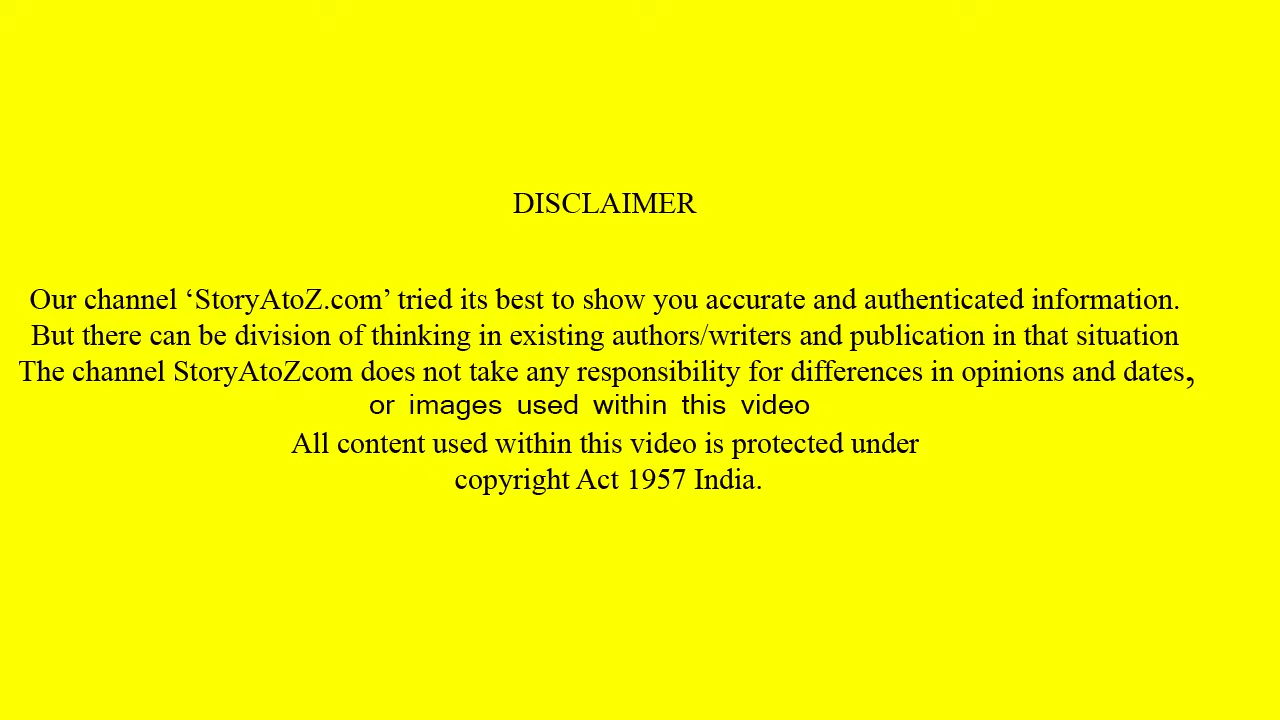 DISCLAIMER
Our channel ‘StoryAtoZ.com’ tried its best to show you accurate and authenticated information.
But there can be division of thinking in existing authors/writers and publication in that situation
The channel StoryAtoZcom does not take any responsibility for differences in opinions and dates,
or images used within this video
All content used within this video is protected under
copyright Act 1957 India.